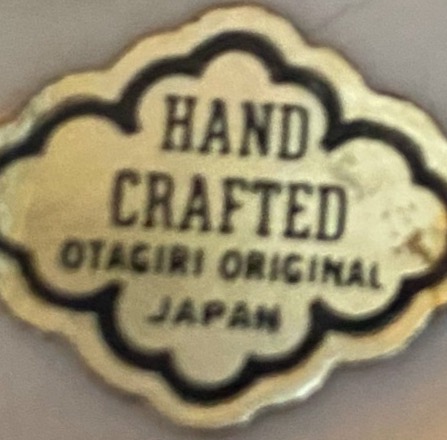 HAND
CRAFTED
OTAGIRI ORIGINAL
JAPAN